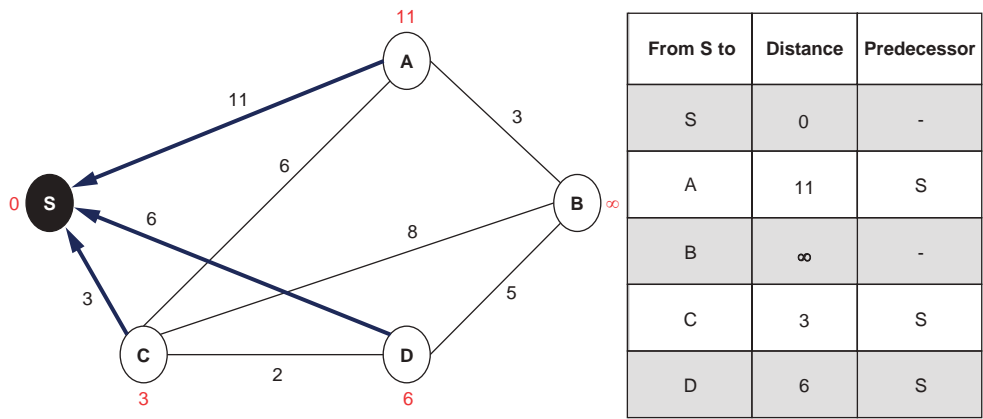 11
A
11
3
6
0
S
6
B
∞
8
3
5
C
D
2
3
6
From S to Distance Predecessor
S 0 -
A 11 S
B ∞ -
C 3 S
D 6 S